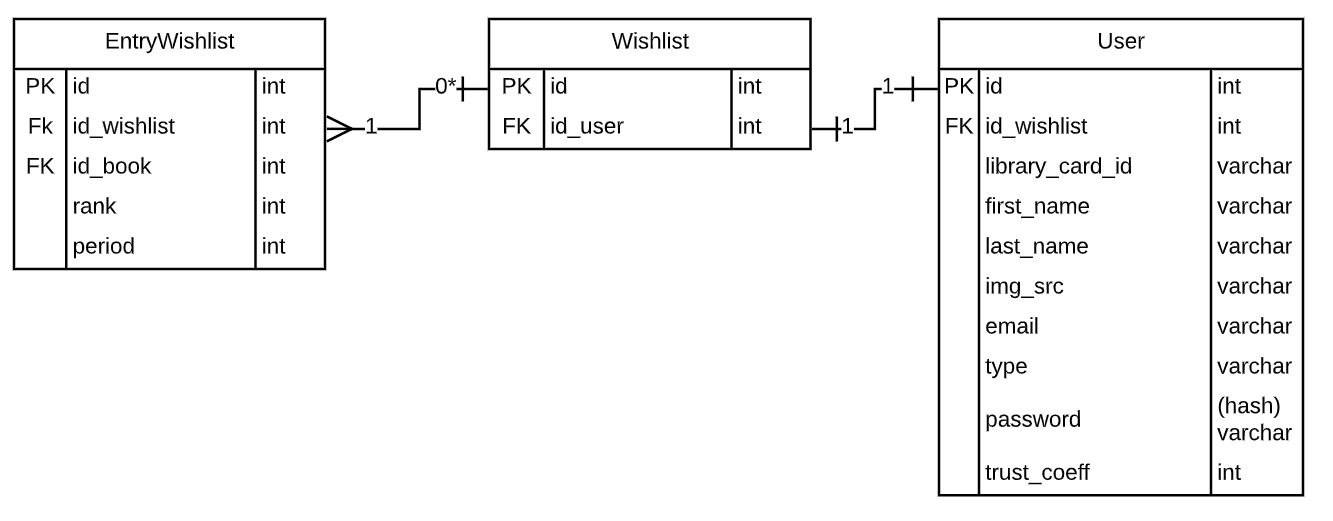 EntryWishlist
PK id int
Fk id_wishlist int
FK id_book int
rank int
period int
1
0*
Wishlist
PK id int
FK id_user int
1
1
User
PK id int
FK id_wishlist int
library_card_id varchar
first_name varchar
last_name varchar
img_src varchar
email varchar
type varchar
password (hash)
varchar
trust_coeff int